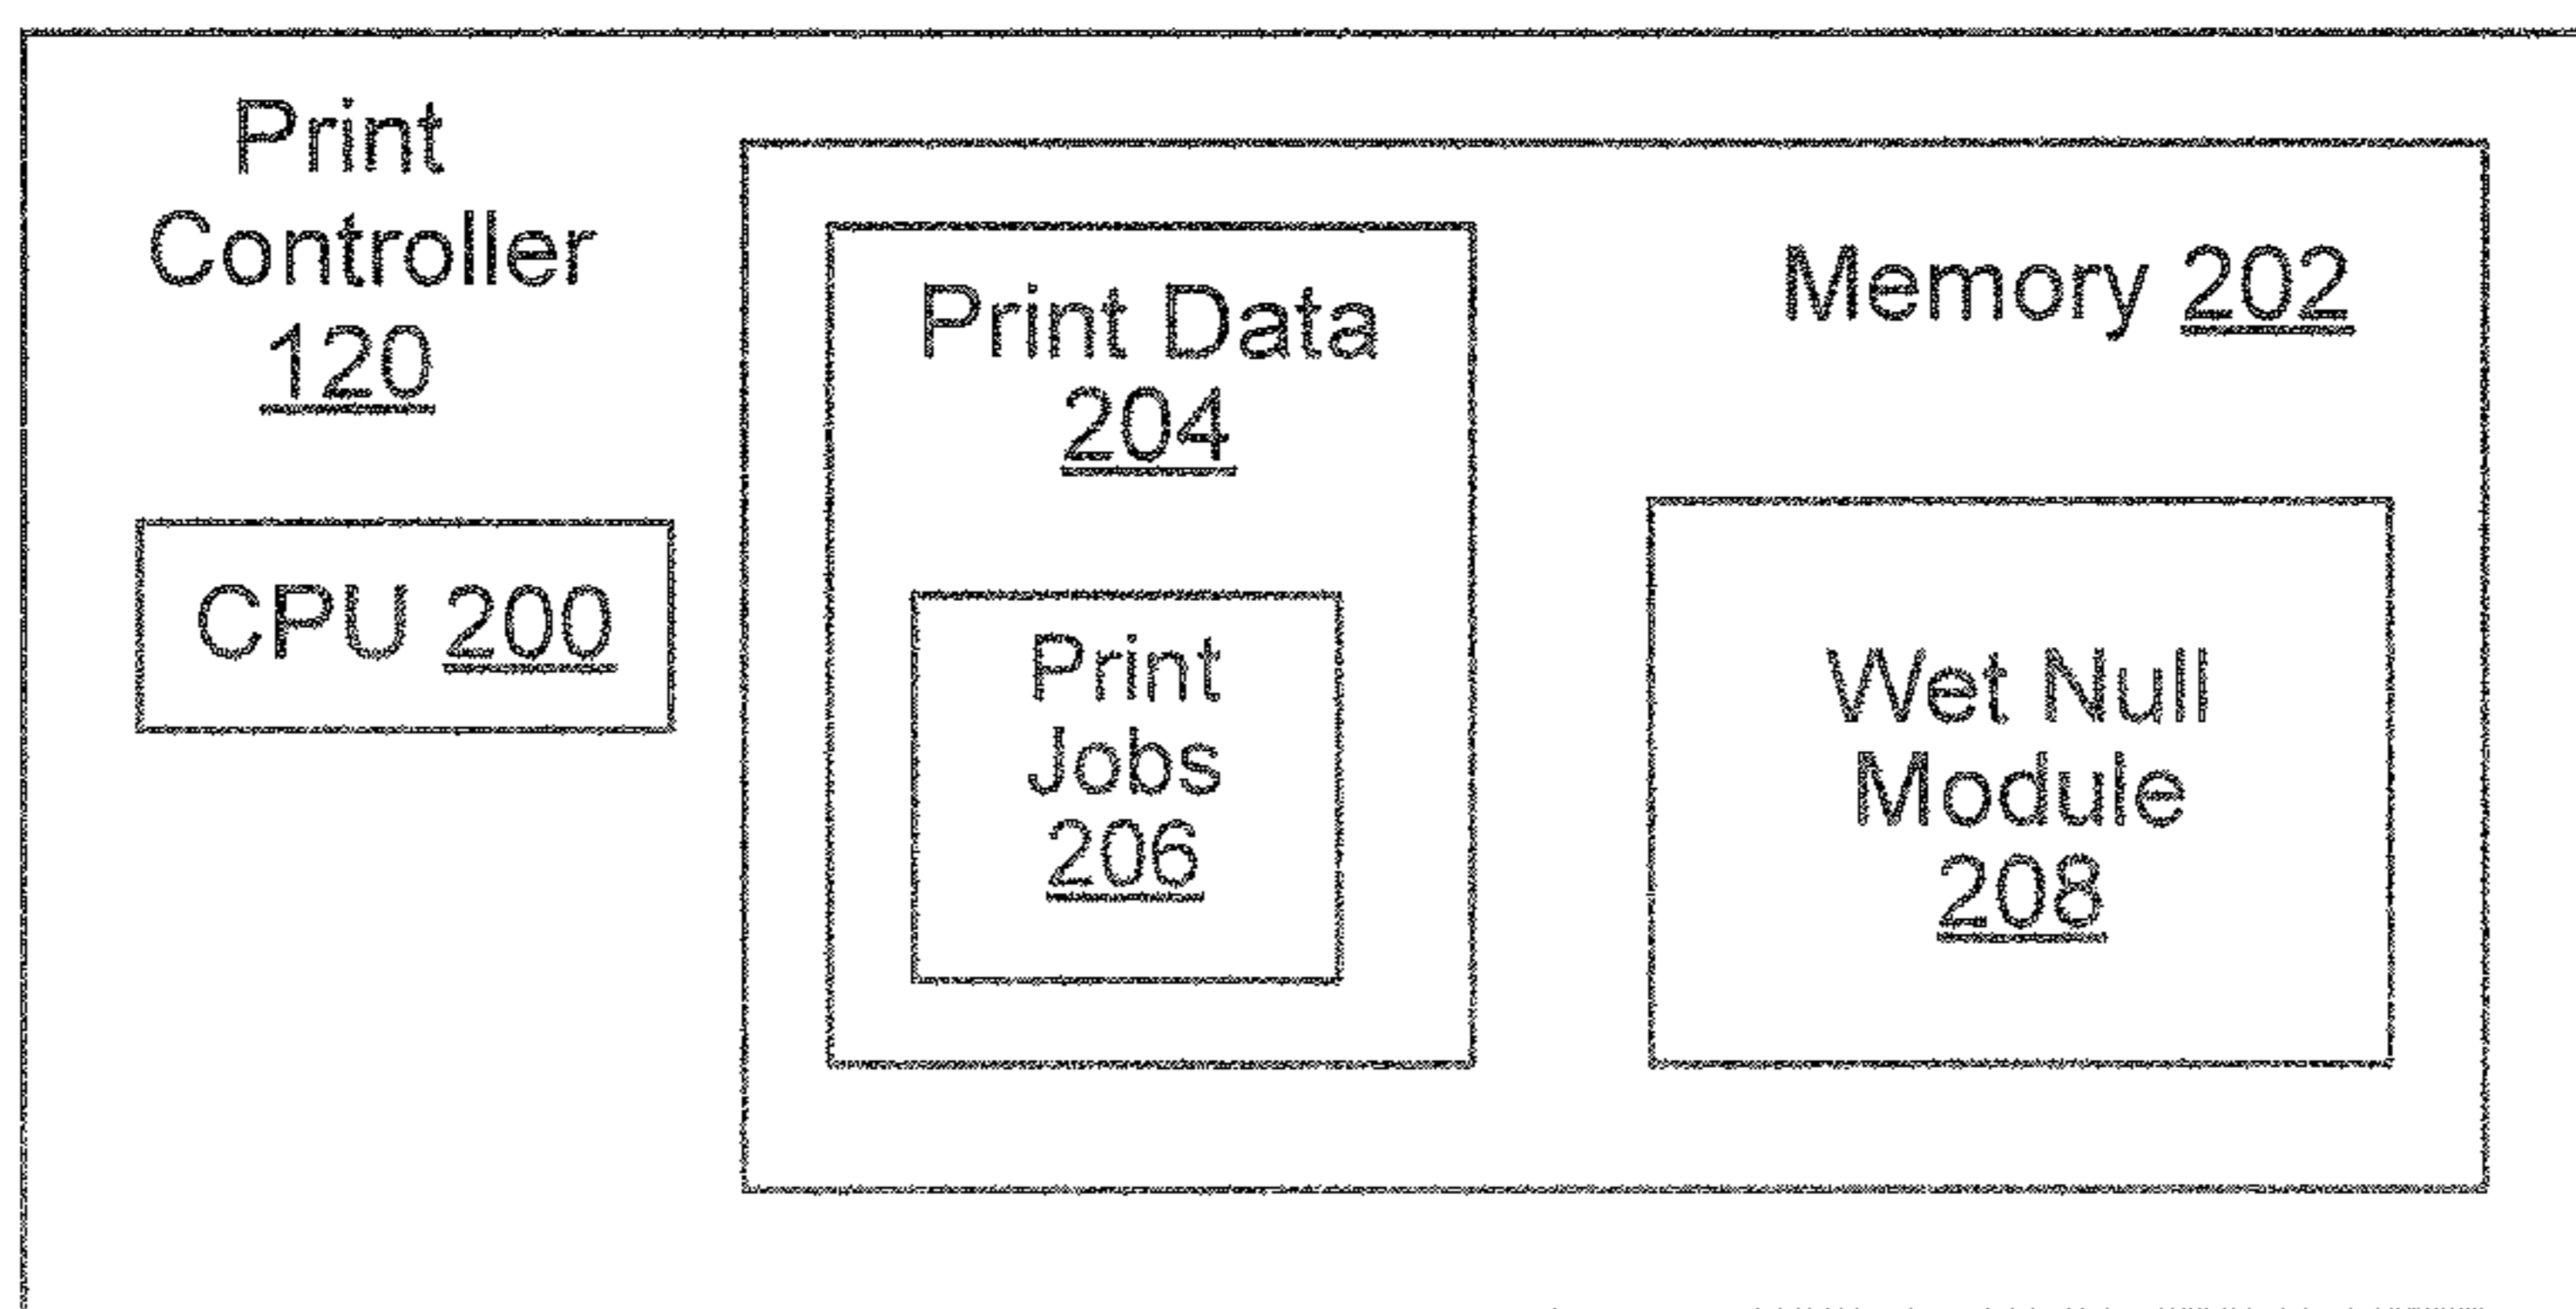 Print
Controller
120
CPU 200
Print Data
204
Print
Jobs
206
Memory 202
Wet Null
Module
208